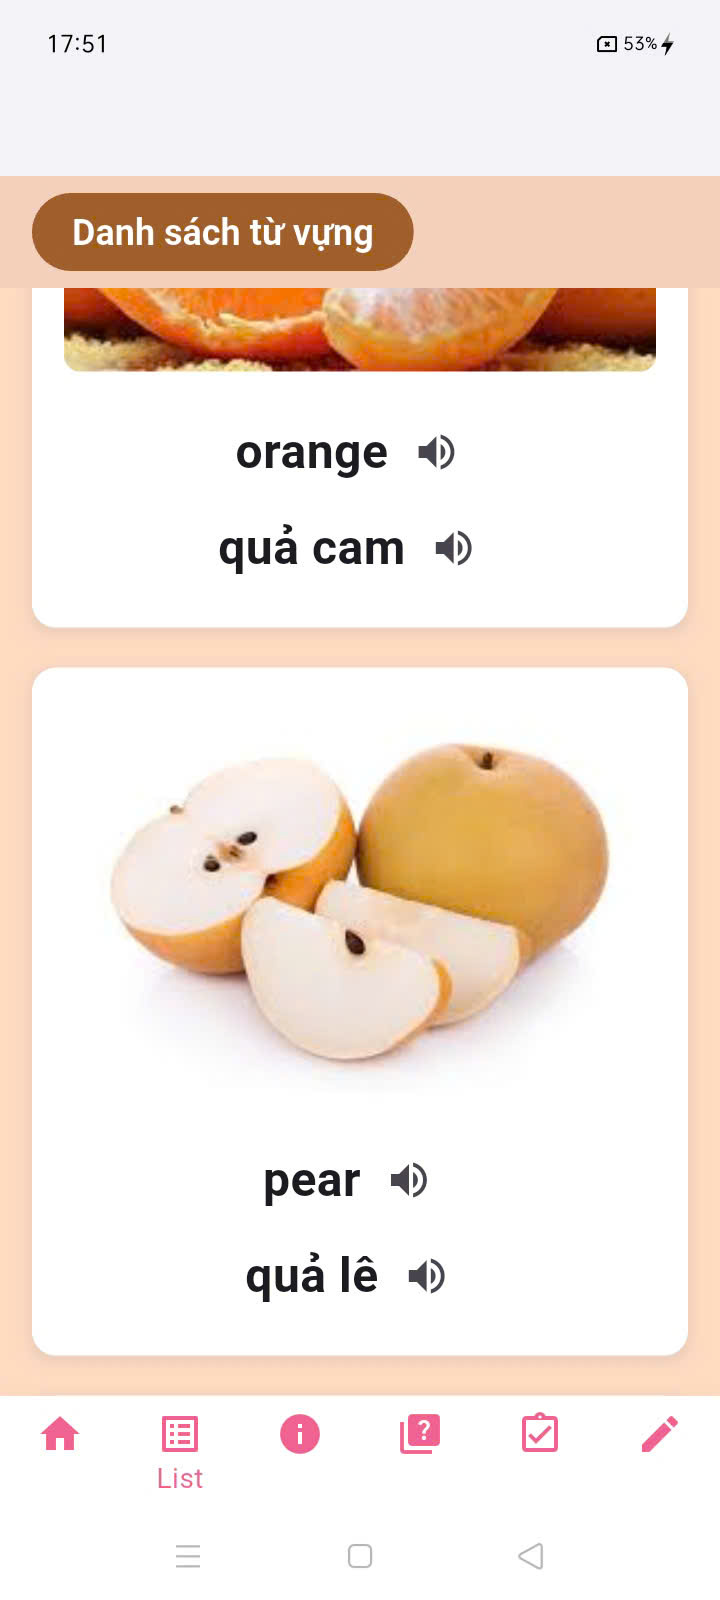 17:51
53%
Danh sách từ vựng
orange
quả cam
pear
quả lê
List